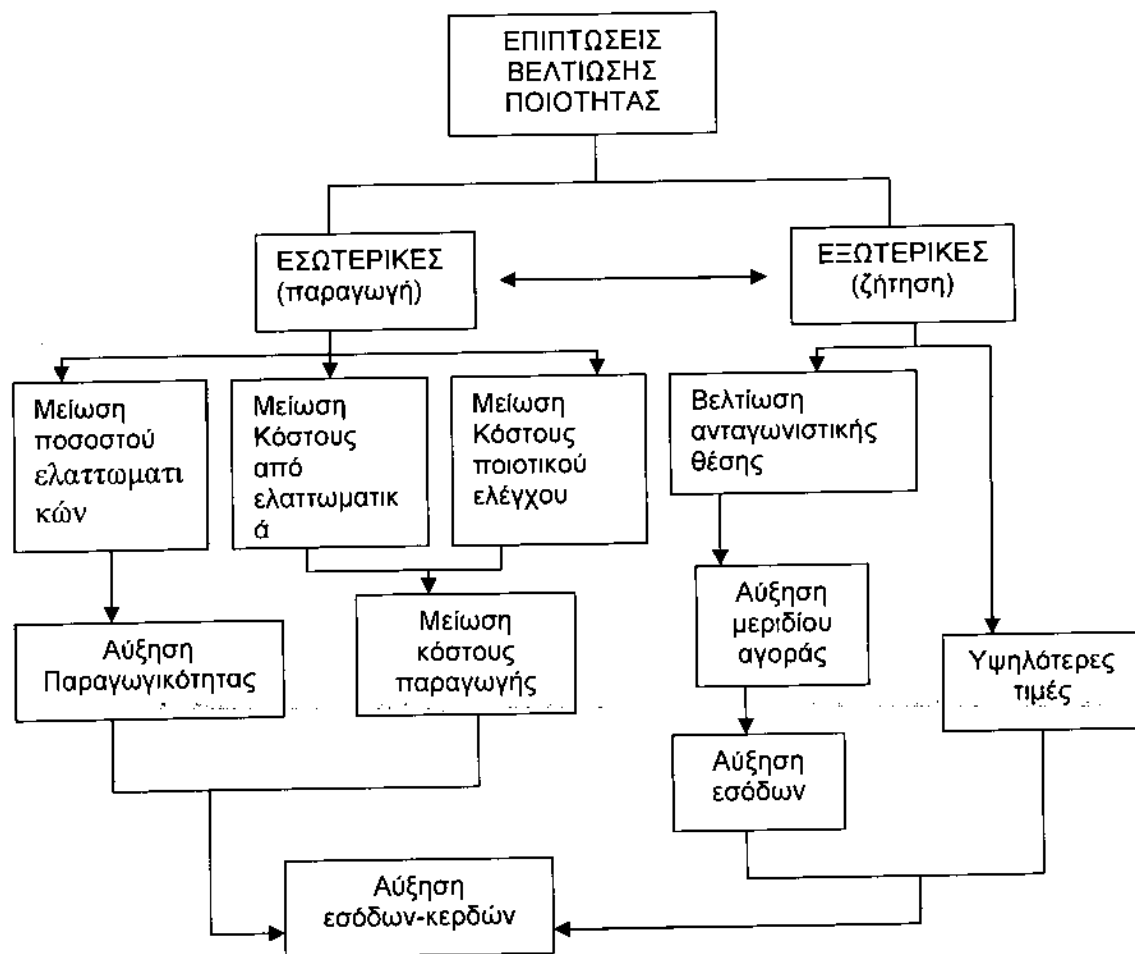 ΕΠΙΠΤΩΣΕΙΣ
ΒΕΛΤΙΩΣΗΣ
ΠΟΙΟΤΗΤΑΣ
ΕΣΩΤΕΡΙΚΕΣ
(παραγωγή)
ΕΞΩΤΕΡΙΚΕΣ
(ζήτηση)
Μείωση
ποσοστού
ελαττωματι
κών
Μείωση
Κόστους
από
ελαττωματικ
ά
Μείωση
Κόστους
ποιοτικού
ελέγχου
Βελτίωση
ανταγωνιστικής
θέσης
Αύξηση
Παραγωγικότητας
Μείωση
κόστους
παραγωγής
Αύξηση
μεριδίου
αγοράς
Υψηλότερες
τιμές
Αύξηση
εσόδων
Αύξηση
εσόδων-κερδών